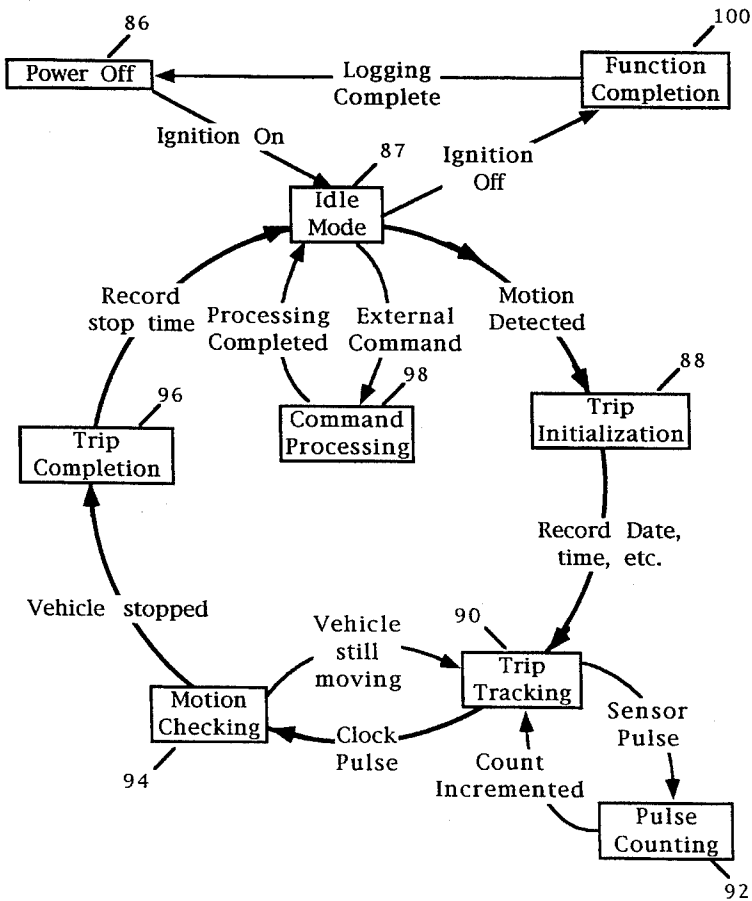 86
100
Power Off
Logging
Complete
Function
Completion
Ignition On
87
Ignition
Off
Idle
Mode
Record
stop time
Processing
Completed
External
Command
Motion
Detected
96
98
88
Trip
Completion
Command
Processing
Trip
Initialization
Record Date,
time, etc.
Vehicle stopped
Vehicle
still
moving
90
Trip
Tracking
Motion
Checking
Clock
Pulse
Sensor
Pulse
94
Count
Incremented
Pulse
Counting
92